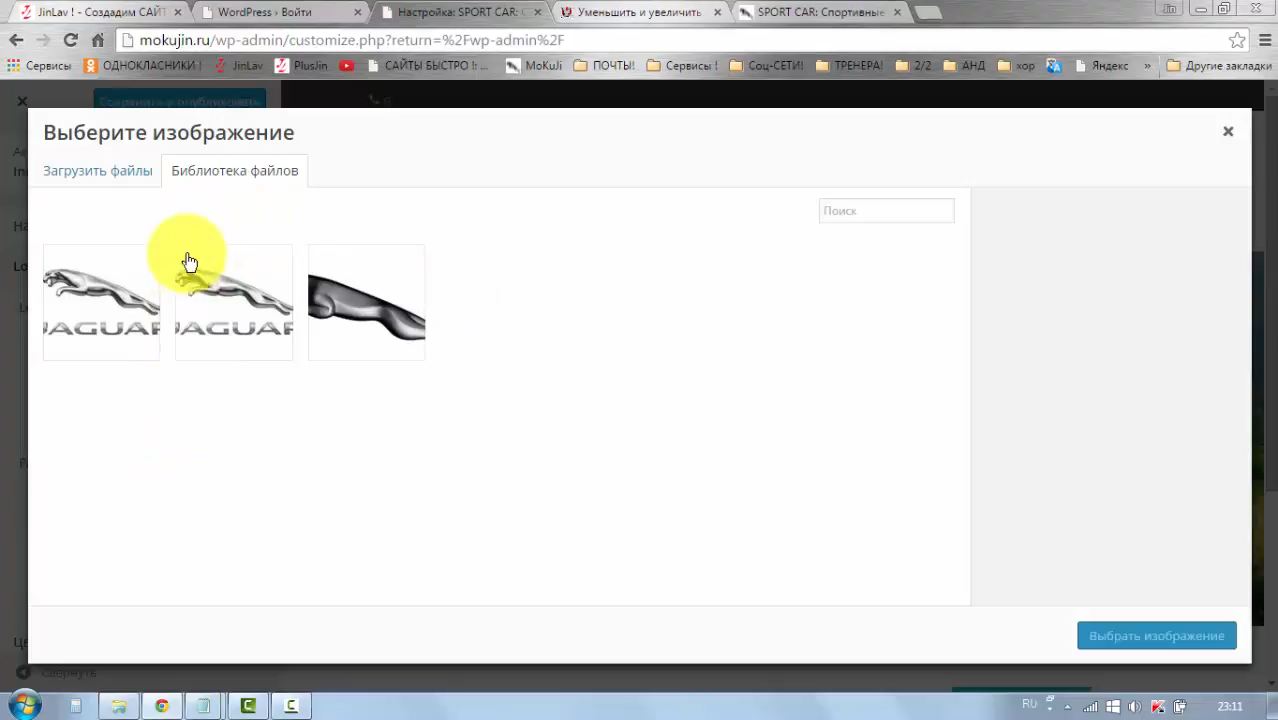 JinLav ! - Создадим САЙТ
WordPress › Войти
Настройка: SPORT CAR: С
Уменьшить и увеличить
SPORT CAR: Спортивные
Jin
mokujin.ru/wp-admin/customize.php?return=%2Fwp-admin%2F
Сервисы
ОДНОКЛАСНИКИ !
JinLav
PlusJin
САЙТЫ БЫСТРО !: ...
MoKuJi
ПОЧТЫ!
Сервисы !
Соц-СЕТИ!
ТРЕНЕРА!
2/2
АНД
хор
Яндекс
»
Другие закладки
Выберите изображение
Загрузить файлы
Библиотека файлов
Поиск
JAGUAR
JAGUAR
Выбрать изображение
Свернуть
RU
23:11